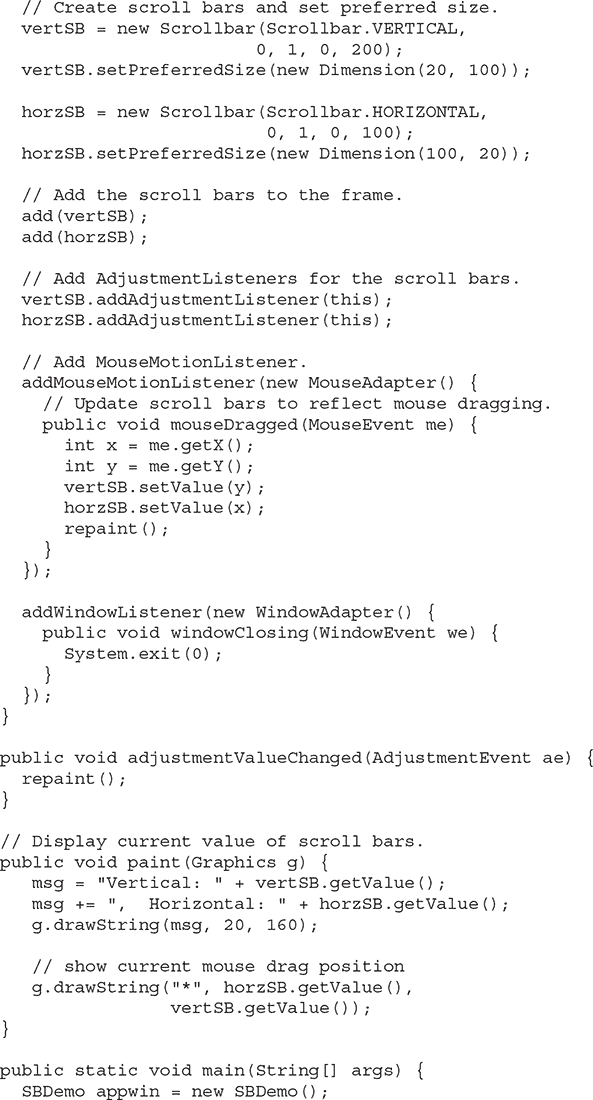 // Create scroll bars and set preferred size.
  vertSB = new Scrollbar(Scrollbar.VERTICAL,
                         0, 1, 0, 200);
  vertSB.setPreferredSize(new Dimension(20, 100));

  horzSB = new Scrollbar(Scrollbar.HORIZONTAL,
                          0, 1, 0, 100);
  horzSB.setPreferredSize(new Dimension(100, 20));

  // Add the scroll bars to the frame.
  add(vertSB);
  add(horzSB);

  // Add AdjustmentListeners for the scroll bars.
  vertSB.addAdjustmentListener(this);
  horzSB.addAdjustmentListener(this);

  // Add MouseMotionListener.
  addMouseMotionListener(new MouseAdapter() {
    // Update scroll bars to reflect mouse dragging.
    public void mouseDragged(MouseEvent me) {
      int x = me.getX();
      int y = me.getY();
      vertSB.setValue(y);
      horzSB.setValue(x);
      repaint();
    }
  });

  addWindowListener(new WindowAdapter() {
    public void windowClosing(WindowEvent we) {
      System.exit(0);
    }
  });
}

public void adjustmentValueChanged(AdjustmentEvent ae) {
  repaint();
}

// Display current value of scroll bars.
public void paint(Graphics g) {
   msg = "Vertical: " + vertSB.getValue();
   msg += ",  Horizontal: " + horzSB.getValue();
   g.drawString(msg, 20, 160);

   // show current mouse drag position
   g.drawString("*", horzSB.getValue(),
                vertSB.getValue());
}

public static void main(String[] args) {
  SBDemo appwin = new SBDemo();